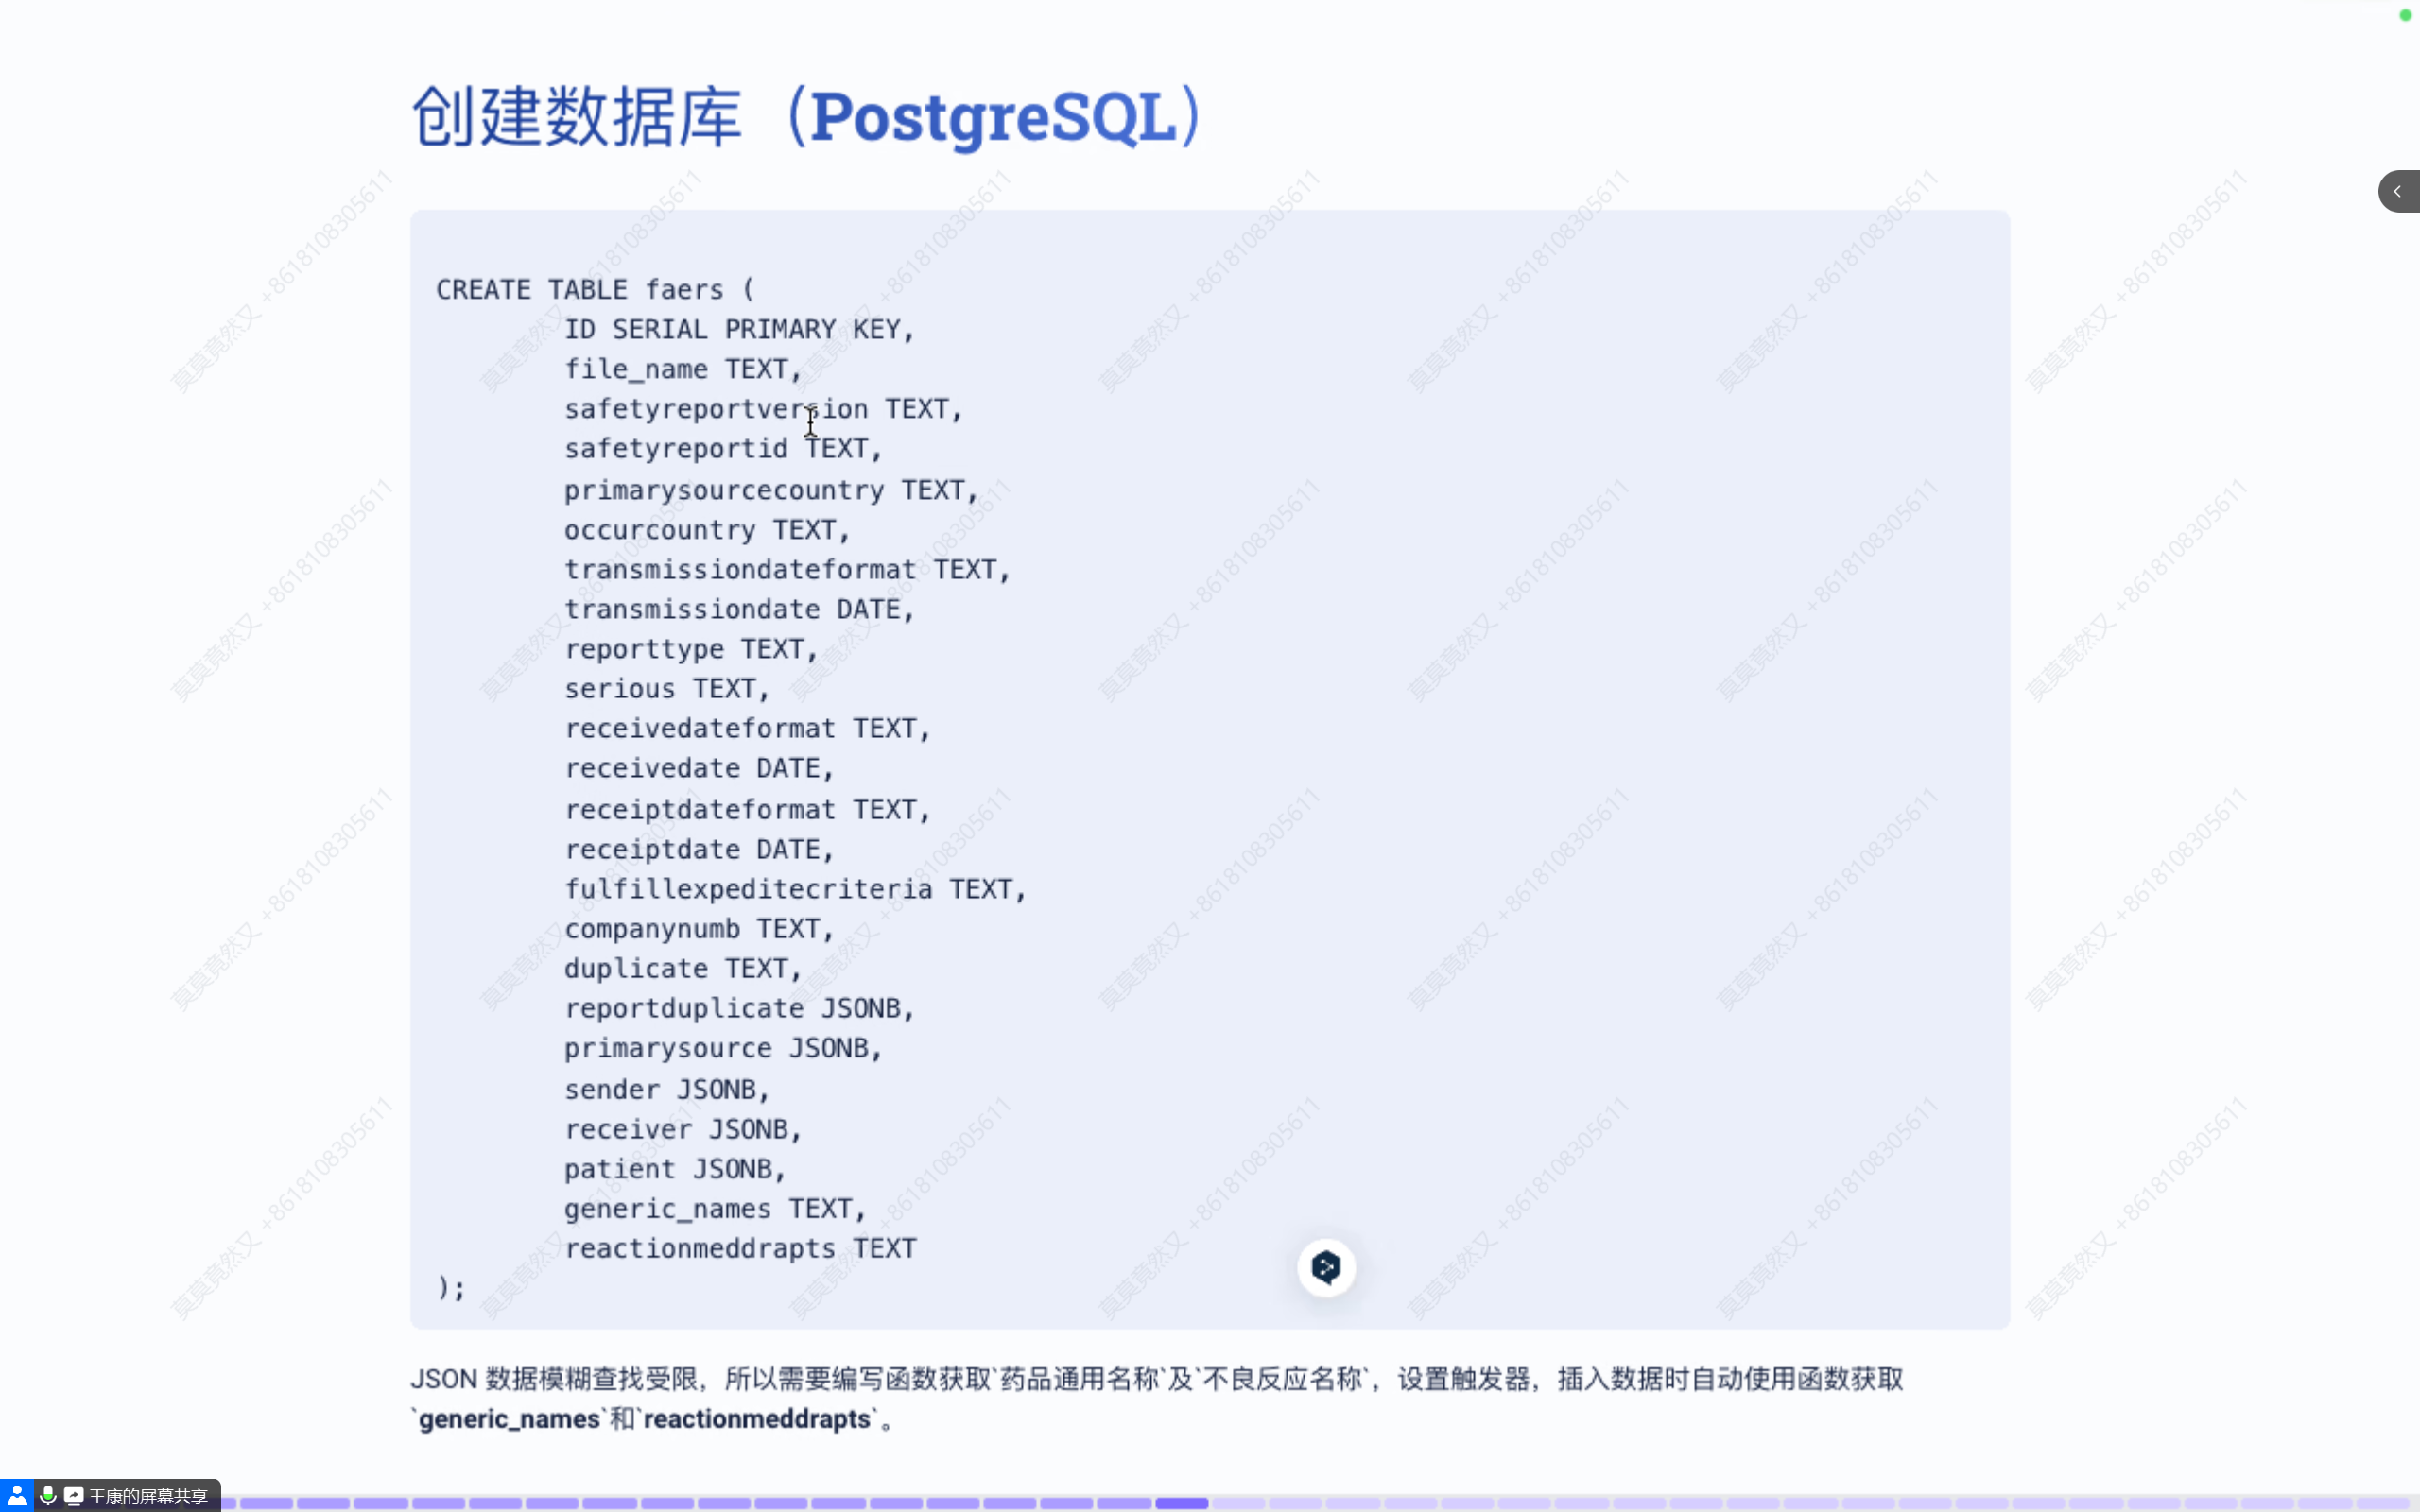 创建数据库（PostgreSQL）
CREATE TABLE faers (
ID SERIAL PRIMARY KEY,
file_name TEXT,
safetyreportversion TEXT,
safetyreportid TEXT,
primarysourcecountry TEXT,
occurcountry TEXT,
transmissiondateformat TEXT,
transmissiondate DATE,
reporttype TEXT,
serious TEXT,
receivedateformat TEXT,
receivedate DATE,
receiptdateformat TEXT,
receiptdate DATE,
fulfillexpeditecriteria TEXT,
companynumb TEXT,
duplicate TEXT,
reportduplicate JSONB,
primarysource JSONB,
sender JSONB,
receiver JSONB,
patient JSONB,
generic_names TEXT,
reactionmeddrapts TEXT
);
JSON 数据模糊查找受限，所以需要编写函数获取`药品通用名称`及`不良反应名称`，设置触发器，插入数据时自动使用函数获取
`generic_names`和`reactionmeddrapts`。
王康的屏幕共享
莫莫竟然又 +8618108305611